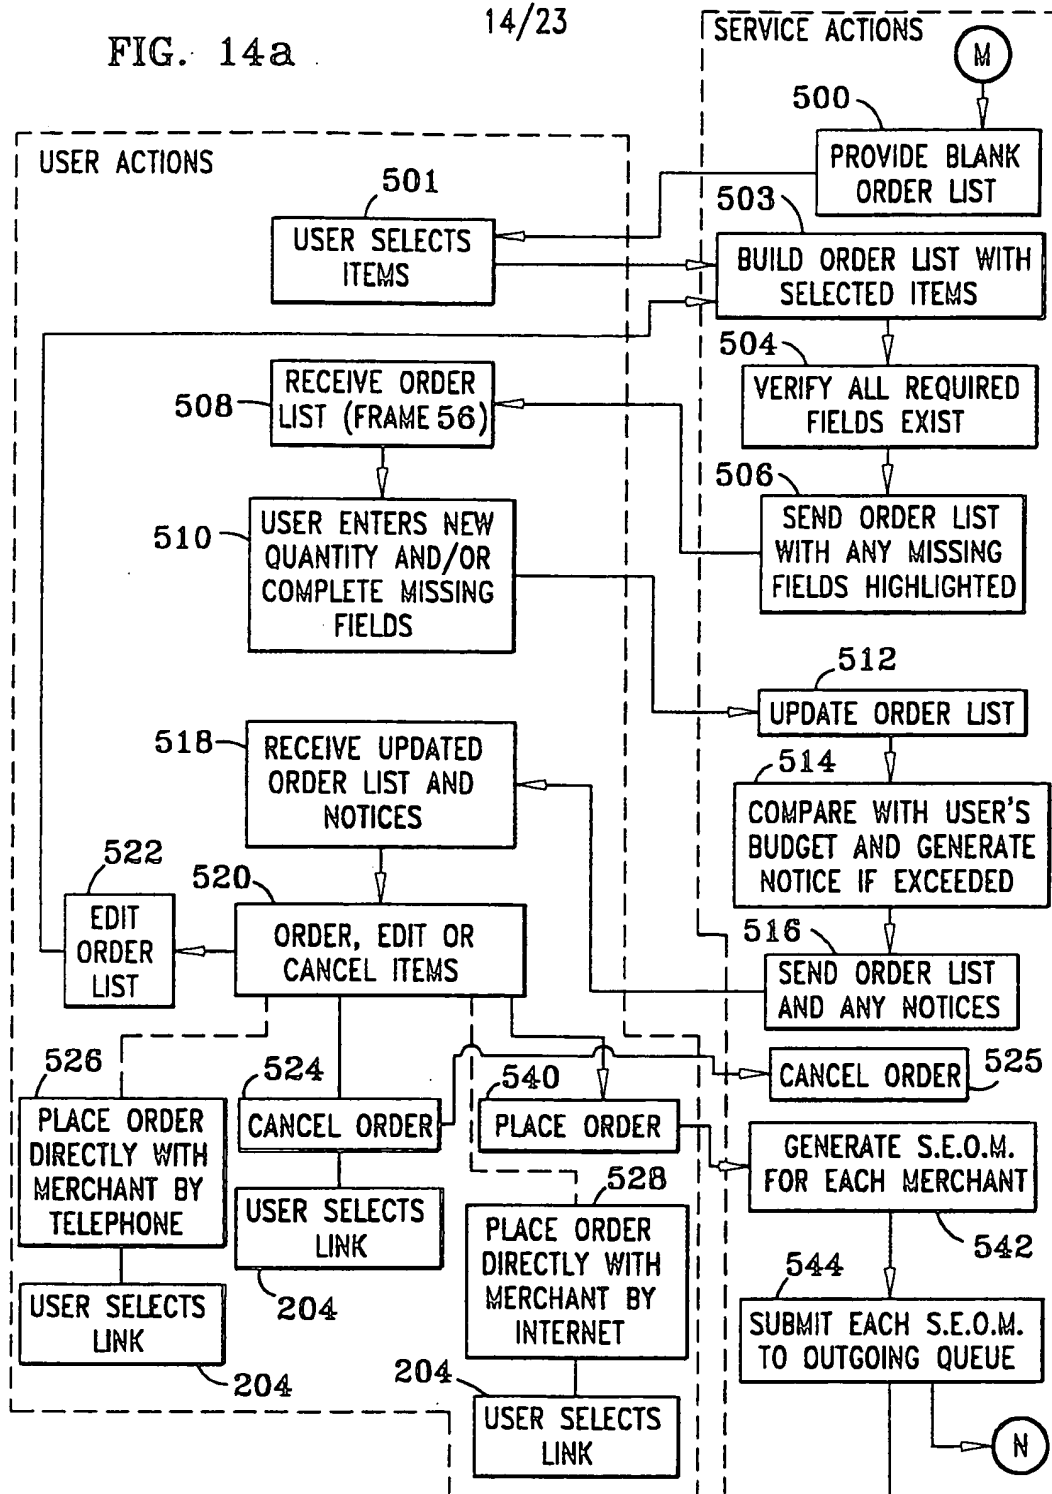 14/23
FIG. 14a
SERVICE ACTIONS
M
500
PROVIDE BLANK
ORDER LIST
USER ACTIONS
501
USER SELECTS
ITEMS
503
BUILD ORDER LIST WITH
SELECTED ITEMS
504
VERIFY ALL REQUIRED
FIELDS EXIST
506
SEND ORDER LIST
WITH ANY MISSING
FIELDS HIGHLIGHTED
508
RECEIVE ORDER
LIST (FRAME 56)
510
USER ENTERS NEW
QUANTITY AND/OR
COMPLETE MISSING
FIELDS
512
UPDATE ORDER LIST
514
COMPARE WITH USER'S
BUDGET AND GENERATE
NOTICE IF EXCEEDED
516
SEND ORDER LIST
AND ANY NOTICES
518
RECEIVE UPDATED
ORDER LIST AND
NOTICES
520
ORDER, EDIT OR
CANCEL ITEMS
522
EDIT
ORDER
LIST
526
PLACE ORDER
DIRECTLY WITH
MERCHANT BY
TELEPHONE
USER SELECTS
LINK
204
524
CANCEL ORDER
USER SELECTS
LINK
204
540
PLACE ORDER
528
PLACE ORDER
DIRECTLY WITH
MERCHANT BY
INTERNET
204
USER SELECTS
LINK
CANCEL ORDER
525
GENERATE S.E.O.M.
FOR EACH MERCHANT
542
544
SUBMIT EACH S.E.O.M.
TO OUTGOING QUEUE
N